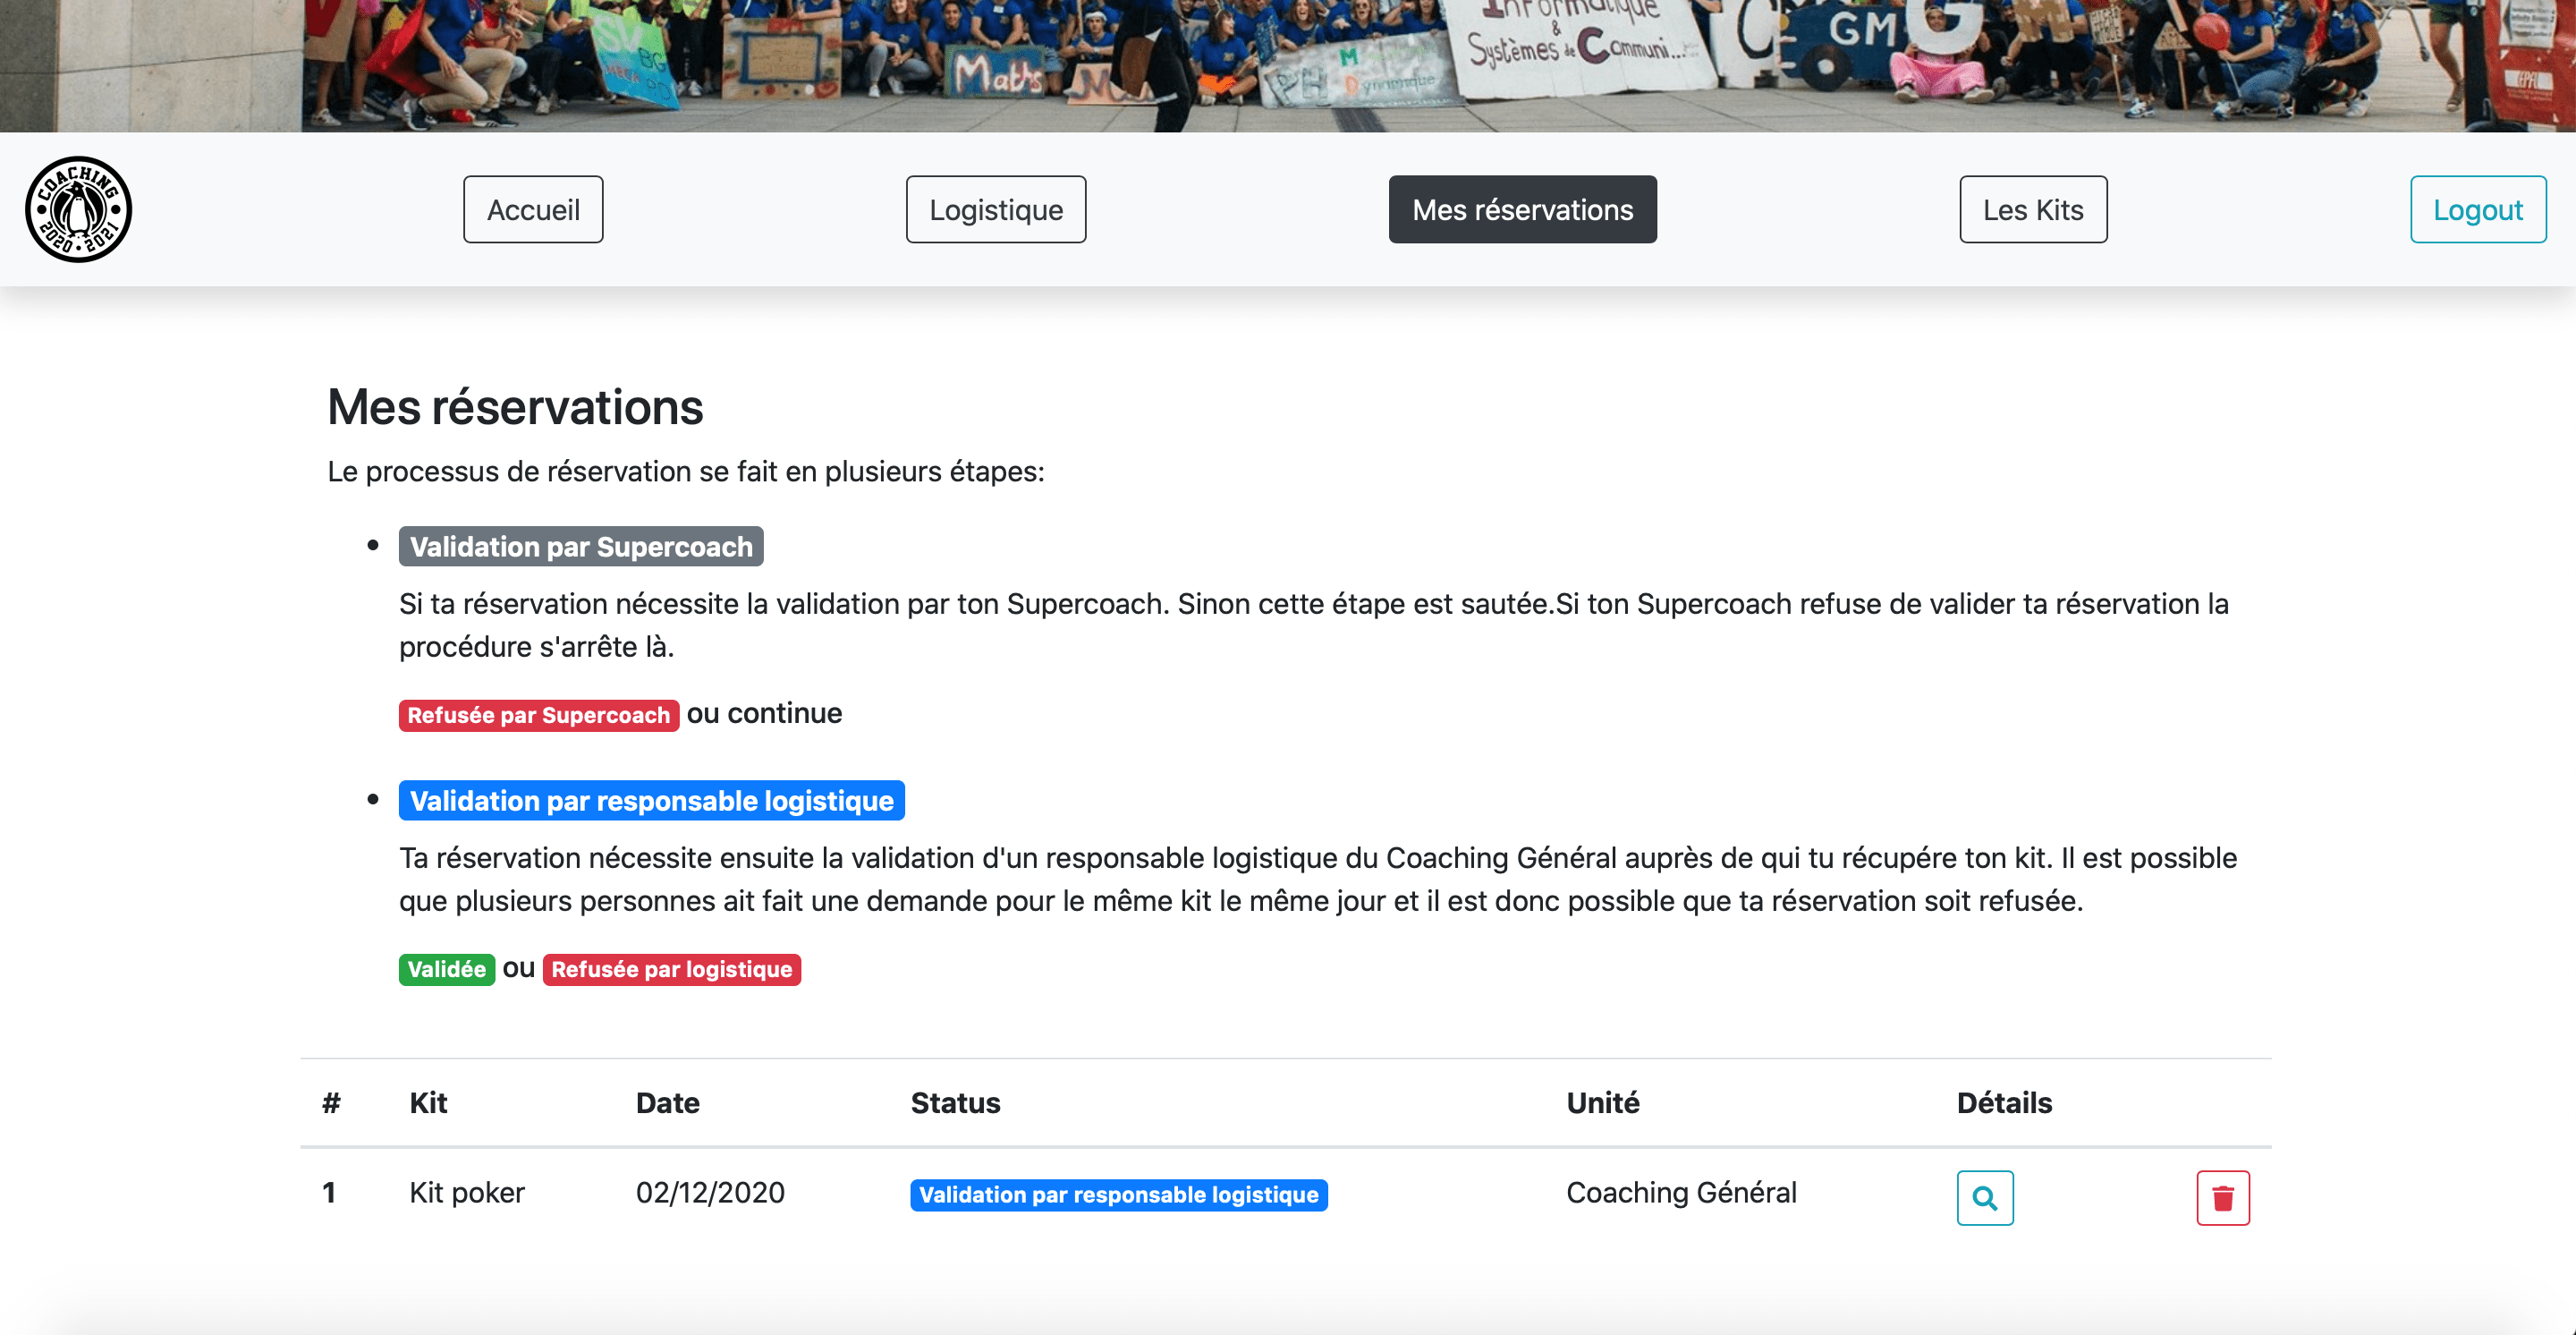 SV
BG
Maths
M
PH Dynamique
Informatique
&
Systèmes de Communi...
C
GM
G
COACHING
2020 • 2021
Accueil
Logistique
Mes réservations
Les Kits
Logout
Mes réservations
Le processus de réservation se fait en plusieurs étapes:
Validation par Supercoach
Si ta réservation nécessite la validation par ton Supercoach. Sinon cette étape est sautée.Si ton Supercoach refuse de valider ta réservation la
procédure s'arrête là.
Refusée par Supercoach ou continue
Validation par responsable logistique
Ta réservation nécessite ensuite la validation d'un responsable logistique du Coaching Général auprès de qui tu récupére ton kit. Il est possible
que plusieurs personnes ait fait une demande pour le même kit le même jour et il est donc possible que ta réservation soit refusée.
Validée ou Refusée par logistique
# Kit Date Status Unité Détails
1 Kit poker 02/12/2020 Validation par responsable logistique Coaching Général